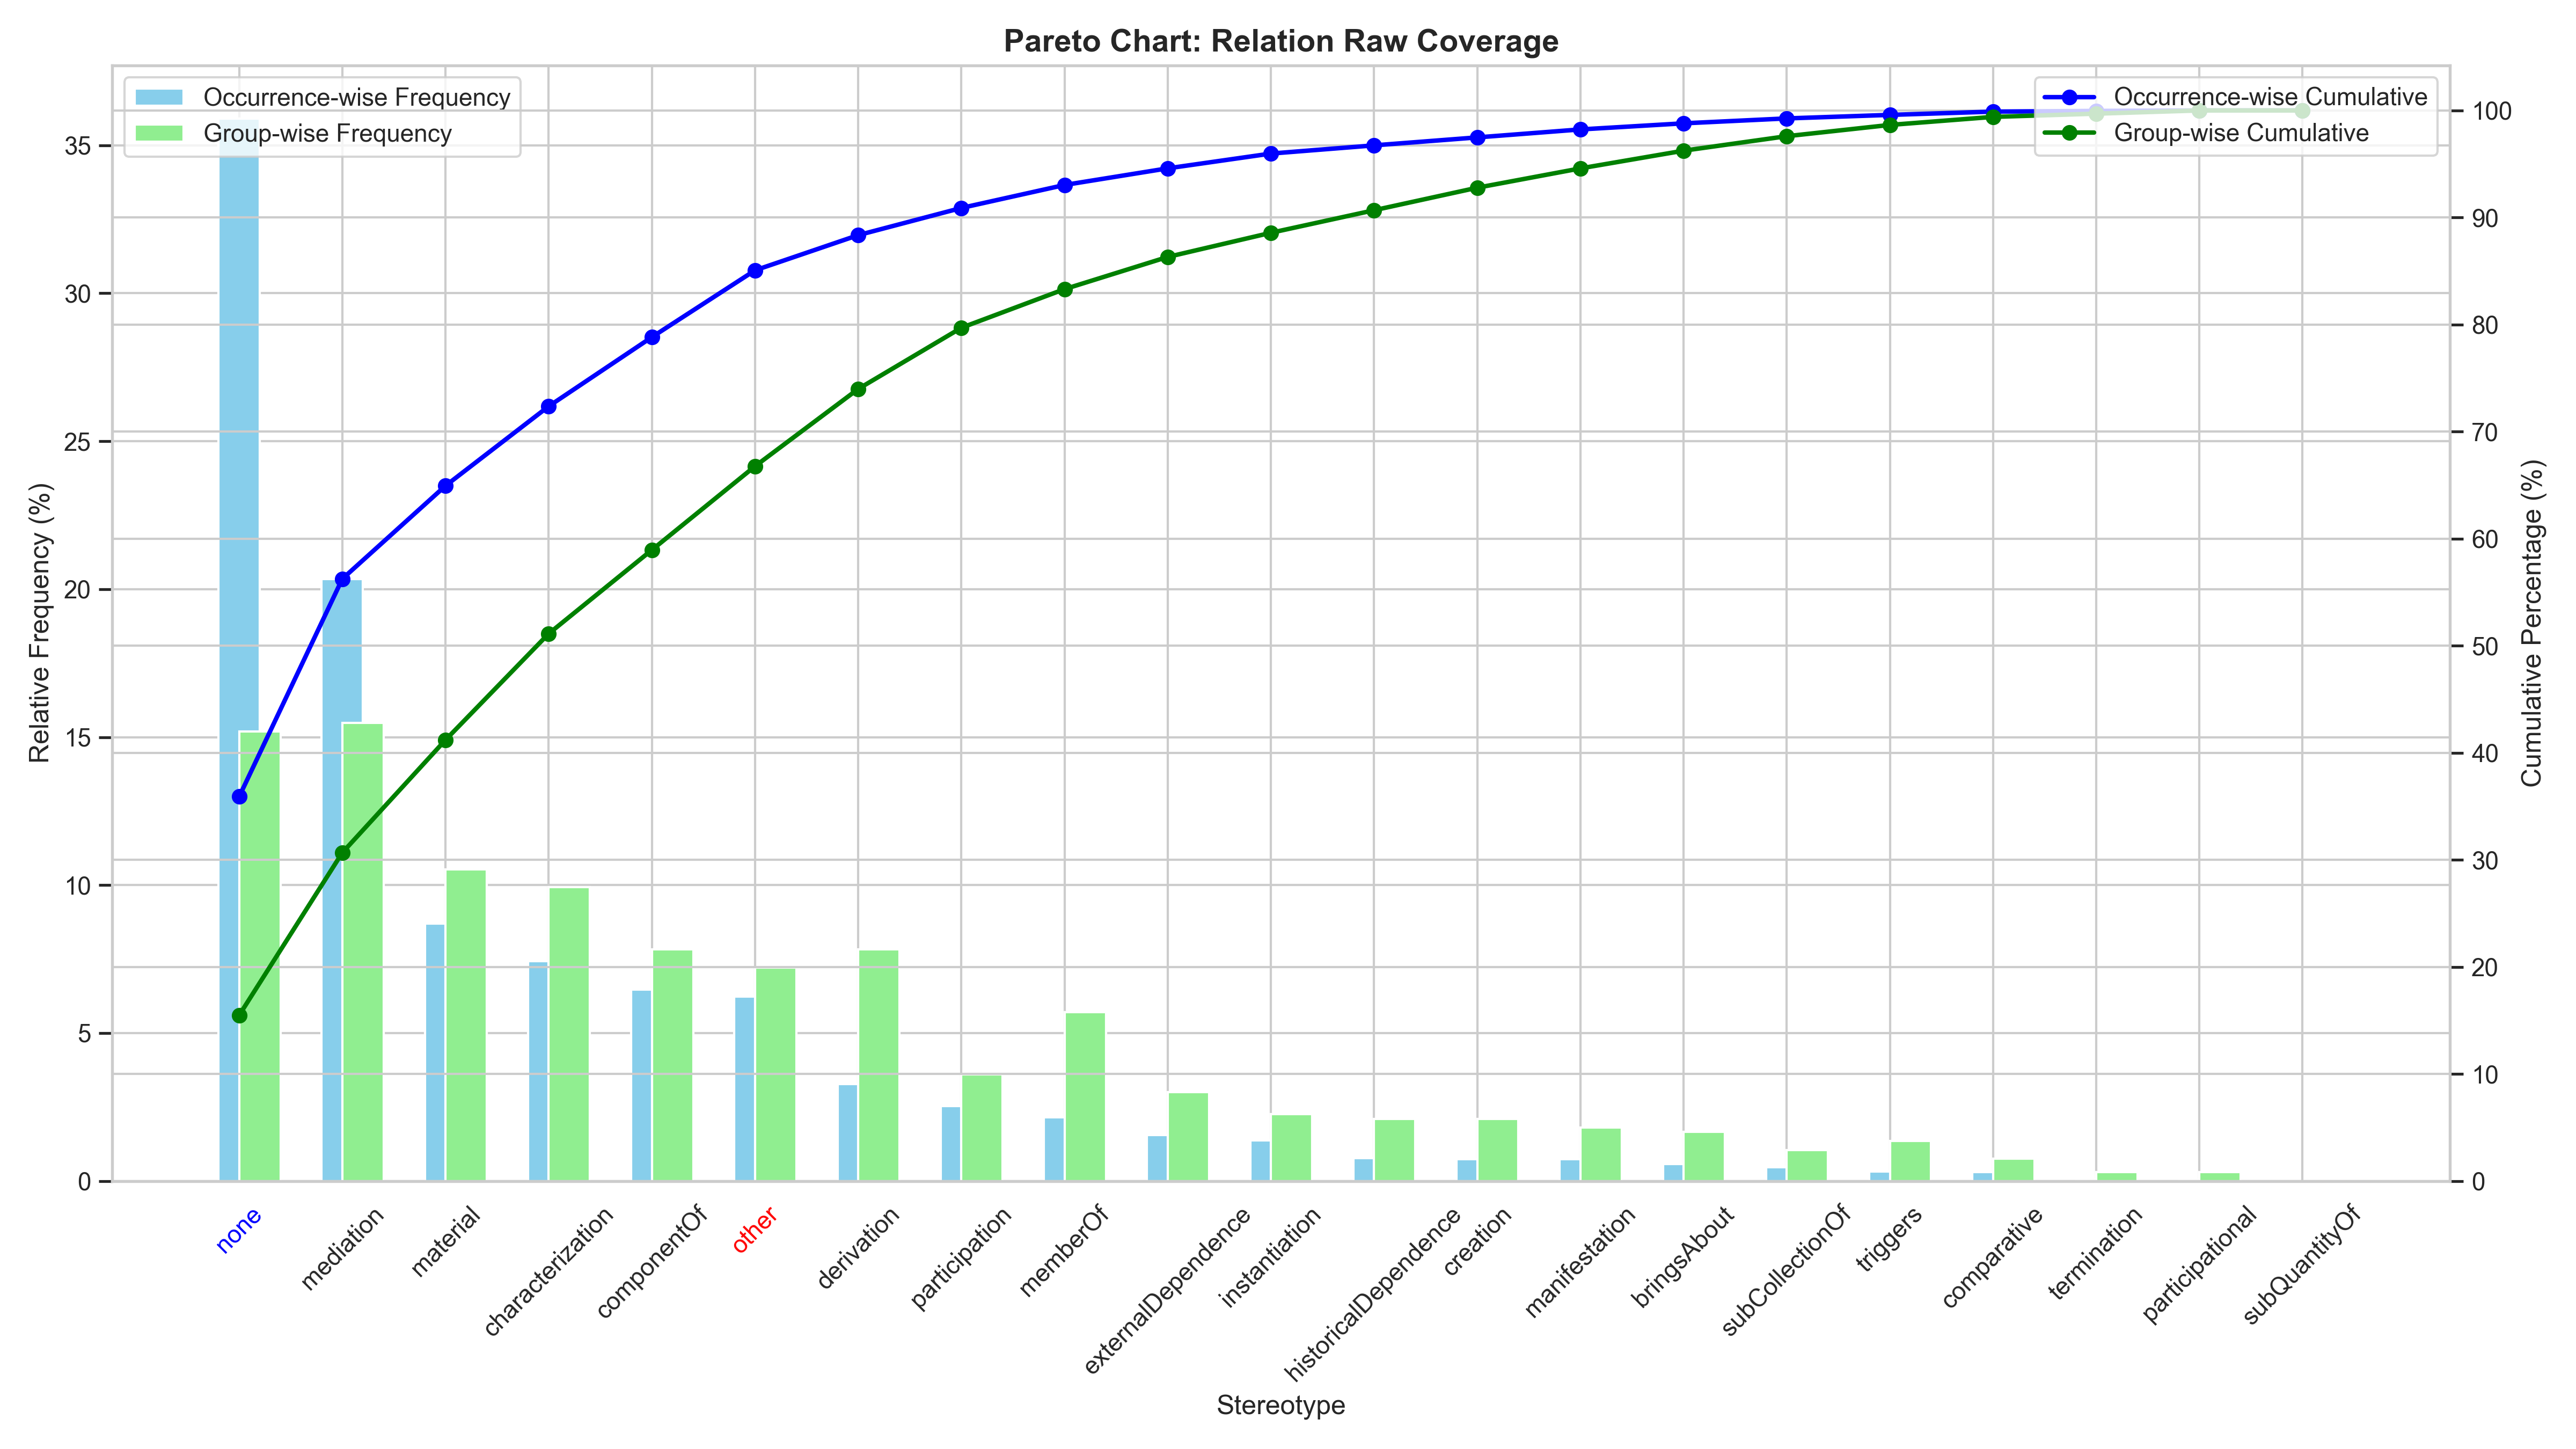 Pareto Chart: Relation Raw Coverage
Occurrence-wise Frequency
Group-wise Frequency
Occurrence-wise Cumulative
Group-wise Cumulative
Relative Frequency (%)
35
30
25
20
15
10
5
0
Cumulative Percentage (%)
100
90
80
70
60
50
40
30
20
10
0
none
mediation
material
characterization
componentOf
other
derivation
participation
memberOf
externalDependence
instantiation
historicalDependence
creation
manifestation
bringsAbout
subCollectionOf
triggers
comparative
termination
participational
subQuantityOf
Stereotype